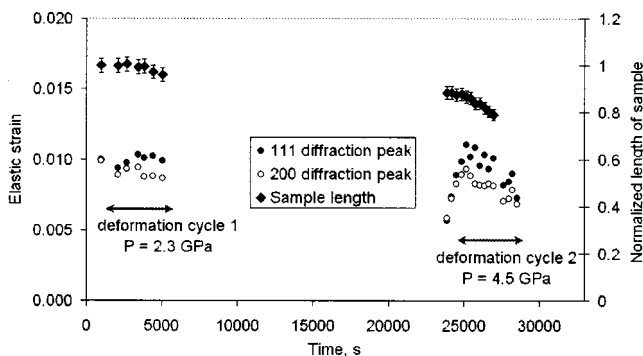 0.020
0.015
0.010
0.005
0.000
Elastic strain
1.2
1
0.8
0.6
0.4
0.2
0
Normalized length of sample
111 diffraction peak
200 diffraction peak
Sample length
deformation cycle 1
P = 2.3 GPa
deformation cycle 2
P = 4.5 GPa
0
5000
10000
15000
20000
25000
30000
Time, s